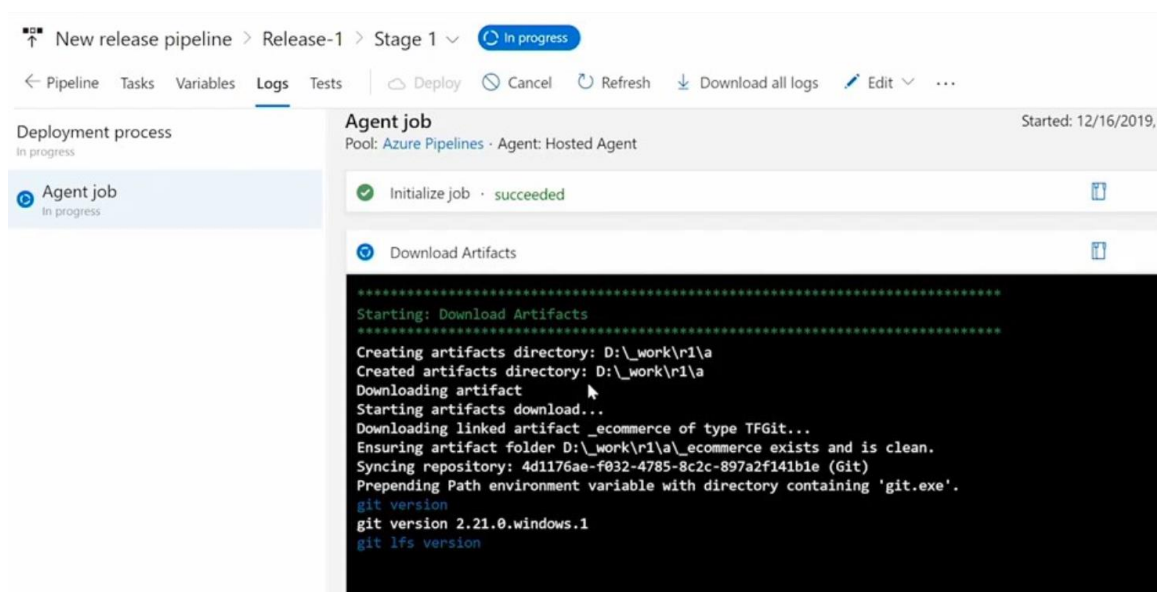 New release pipeline > Release-1 > Stage 1 In progress
← Pipeline Tasks Variables Logs Tests Deploy Cancel Refresh Download all logs Edit ...
Deployment process
In progress
Agent job
In progress
Agent job
Started: 12/16/2019,
Pool: Azure Pipelines · Agent: Hosted Agent
Initialize job · succeeded
Download Artifacts
******************************************************************************
Starting: Download Artifacts
******************************************************************************
Creating artifacts directory: D:\_work\r1\a
Created artifacts directory: D:\_work\r1\a
Downloading artifact
Starting artifacts download...
Downloading linked artifact _ecommerce of type TFGit...
Ensuring artifact folder D:\_work\r1\a\_ecommerce exists and is clean.
Syncing repository: 4d1176ae-f032-4785-8c2c-897a2f141b1e (Git)
Prepending Path environment variable with directory containing 'git.exe'.
git version
git version 2.21.0.windows.1
git lfs version